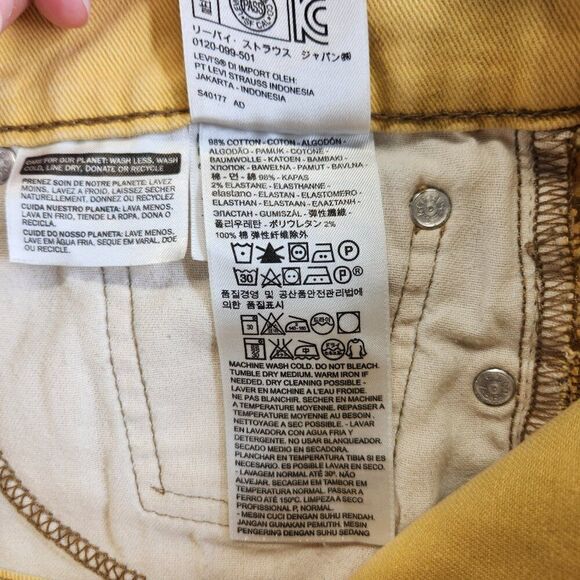 필
PASS
SF CAL
リーバイ. ストラウス ジャパン㈱
0120-099-501
LEVI'S® DI IMPORT OLEH:
PT LEVI STRAUSS INDONESIA
JAKARTA - INDONESIA
S40177 AD
CARE FOR OUR PLANET: WASH LESS, WASH
COLD, LINE DRY, DONATE OR RECYCLE
PRENEZ SOIN DE NOTRE PLANETE: LAVEZ
MOINS, LAVEZ A FROID, LAISSEZ SECHER
NATURELLEMENT, DONNEZ OU RECYCLEZ
CUIDA NUESTRO PLANETA: LAVA MENOS,
LAVA EN FRÍO, TIENDE LA ROPA, DONA O
RECICLA.
CUIDE DO NOSSO PLANETA: LAVE MENOS,
LAVE EM ÁGUA FRIA, SEQUE EM VARAL, DOE
OU RECICLE.
98% COTTON - COTON - ALGODÓN -
ALGODÃO - PAMUK - COTONE -
BAUMWOLLE - KATOEN - BAMBAKI -
ХЛОПОК - BAWEŁNA - PAMUT - BAVLNA -
棉 - 면 - 綿 98% - KAPAS
2% ELASTANE - ELASTHANNE -
elastano - ELASTAN - ELASTOMERO -
ELASTHAN - ELASTAAN - ΕΛΑΣΤΑΝΗ -
ЭЛАСТАН - GUMISZÁL - 弹性纖維 -
폴리우레탄 - ポリウレタン 2%
100% 棉 弹性纤维除外
P
30
P®
품질경영 및 공산품안전관리법에
의한 품질표시
MACHINE WASH COLD. DO NOT BLEACH.
TUMBLE DRY MEDIUM. WARM IRON IF
NEEDED. DRY CLEANING POSSIBLE -
LAVER EN MACHINE A L'EAU FROIDE
NE PAS BLANCHIR. SECHER EN MACHINE
A TEMPERATURE MOYENNE. REPASSER A
TEMPERATURE MOYENNE AU BESOIN.
NETTOYAGE A SEC POSSIBLE. - LAVAR
EN LAVADORA CON AGUA FRIA Y
DETERGENTE. NO USAR BLANQUEADOR.
SECADO MEDIO EN SECADORA.
PLANCHAR EN TEMPERATURA TIBIA SI ES
NECESARIO. ES POSIBLE LAVAR EN SECO.
- LAVAGEM NORMAL ATÉ 30º. NÃO
ALVEJAR. SECAGEM EM TAMBOR EM
TEMPERATURA NORMAL. PASSAR A
FERRO ATÉ 150ºC. LIMPEZA A SECO
PROFISSIONAL P, NORMAL.
- MESIN CUCI DENGAN SUHU RENDAH.
JANGAN GUNAKAN PEMUTIH. MESIN
PENGERING DENGAN SUHU SEDANG